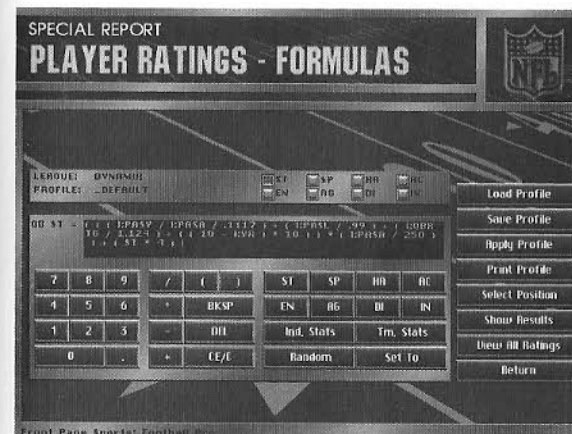 SPECIAL REPORT
PLAYER RATINGS - FORMULAS
NFL
LEAGUE: DYNAMIX
PROFILE: _DEFAULT
ST SP HA AC
EN AG DI IN
Load Profile
Save Profile
Apply Profile
Print Profile
Select Position
Show Results
View All Ratings
Return
7 8 9 / ( ) ST SP HA AC
4 5 6 * BKSP EN AG DI IN
1 2 3 - DEL Ind. Stats Tm. Stats
0 . + CE/C Random Set To
Front Page Sports: Football Pro